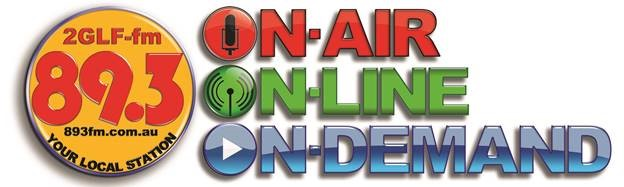 2GLF-fm
89.3
893fm.com.au
YOUR LOCAL STATION
ON-AIR
ON-LINE
ON-DEMAND